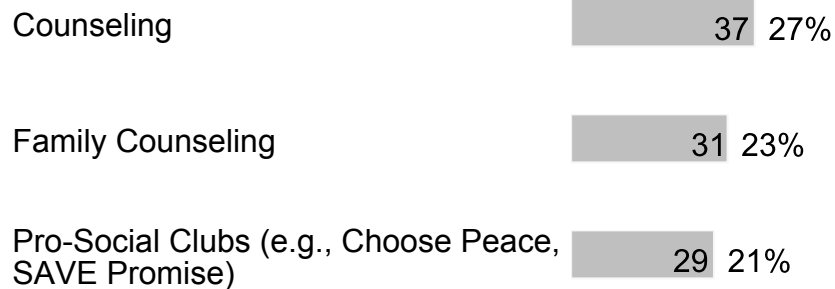 Counseling 37 27%
Family Counseling 31 23%
Pro-Social Clubs (e.g., Choose Peace, 29 21%
SAVE Promise)